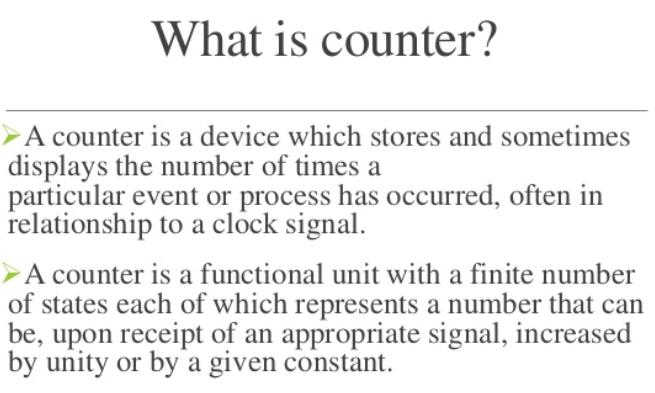 What is counter?
➢A counter is a device which stores and sometimes
displays the number of times a
particular event or process has occurred, often in
relationship to a clock signal.
➢A counter is a functional unit with a finite number
of states each of which represents a number that can
be, upon receipt of an appropriate signal, increased
by unity or by a given constant.